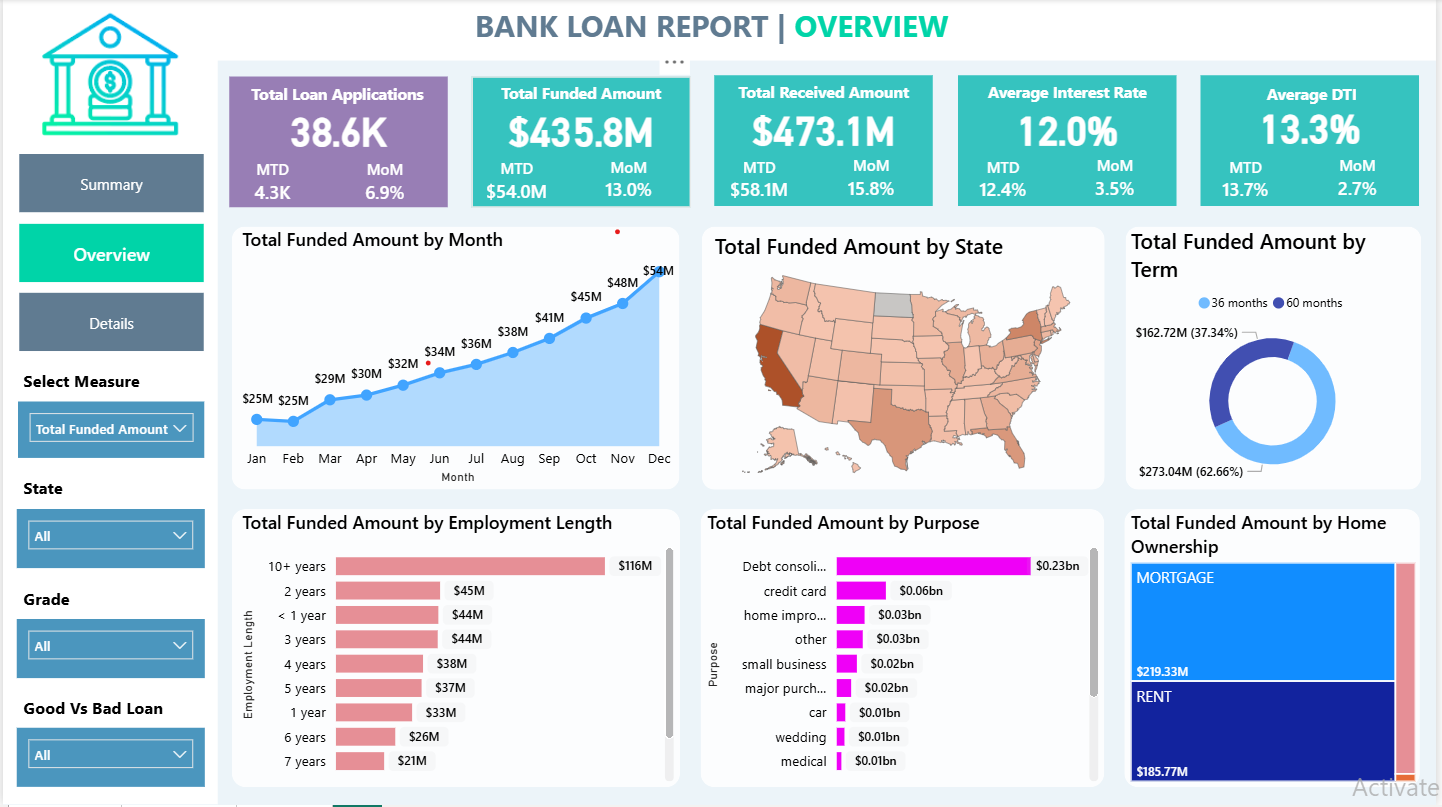 BANK LOAN REPORT | OVERVIEW
Total Loan Applications
38.6K
MTD MoM
4.3K 6.9%
Total Funded Amount
$435.8M
MTD MoM
$54.0M 13.0%
Total Received Amount
$473.1M
MTD MoM
$58.1M 15.8%
Average Interest Rate
12.0%
MTD MoM
12.4% 3.5%
Average DTI
13.3%
MTD MoM
13.7% 2.7%
Summary
Overview
Details
Select Measure
Total Funded Amount
State
All
Grade
All
Good Vs Bad Loan
All
Total Funded Amount by Month
$25M $25M $29M $30M $32M $34M $36M $38M $41M $45M $48M $54M
Jan Feb Mar Apr May Jun Jul Aug Sep Oct Nov Dec
Month
Total Funded Amount by State
Total Funded Amount by
Term
36 months 60 months
$162.72M (37.34%)
$273.04M (62.66%)
Total Funded Amount by Employment Length
Employment Length
10+ years $116M
2 years $45M
< 1 year $44M
3 years $44M
4 years $38M
5 years $37M
1 year $33M
6 years $26M
7 years $21M
Total Funded Amount by Purpose
Purpose
Debt consoli... $0.23bn
credit card $0.06bn
home impro... $0.03bn
other $0.03bn
small business $0.02bn
major purch... $0.02bn
car $0.01bn
wedding $0.01bn
medical $0.01bn
Total Funded Amount by Home
Ownership
MORTGAGE
$219.33M
RENT
$185.77M
Activate